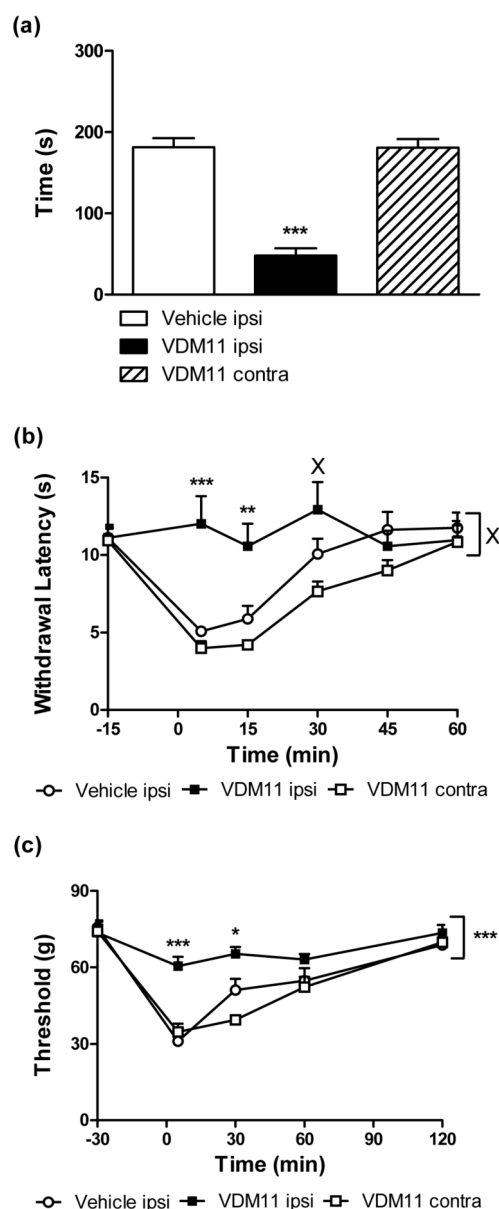 (a)
300
200
100
0
Time (s)
***
Vehicle ipsi
VDM11 ipsi
VDM11 contra
(b)
15
10
5
0
Withdrawal Latency (s)
*** ** X
X
-15 0 15 30 45 60
Time (min)
Vehicle ipsi VDM11 ipsi VDM11 contra
(c)
90
60
30
0
Threshold (g)
*** *
***
-30 0 30 60 90 120
Time (min)
Vehicle ipsi VDM11 ipsi VDM11 contra